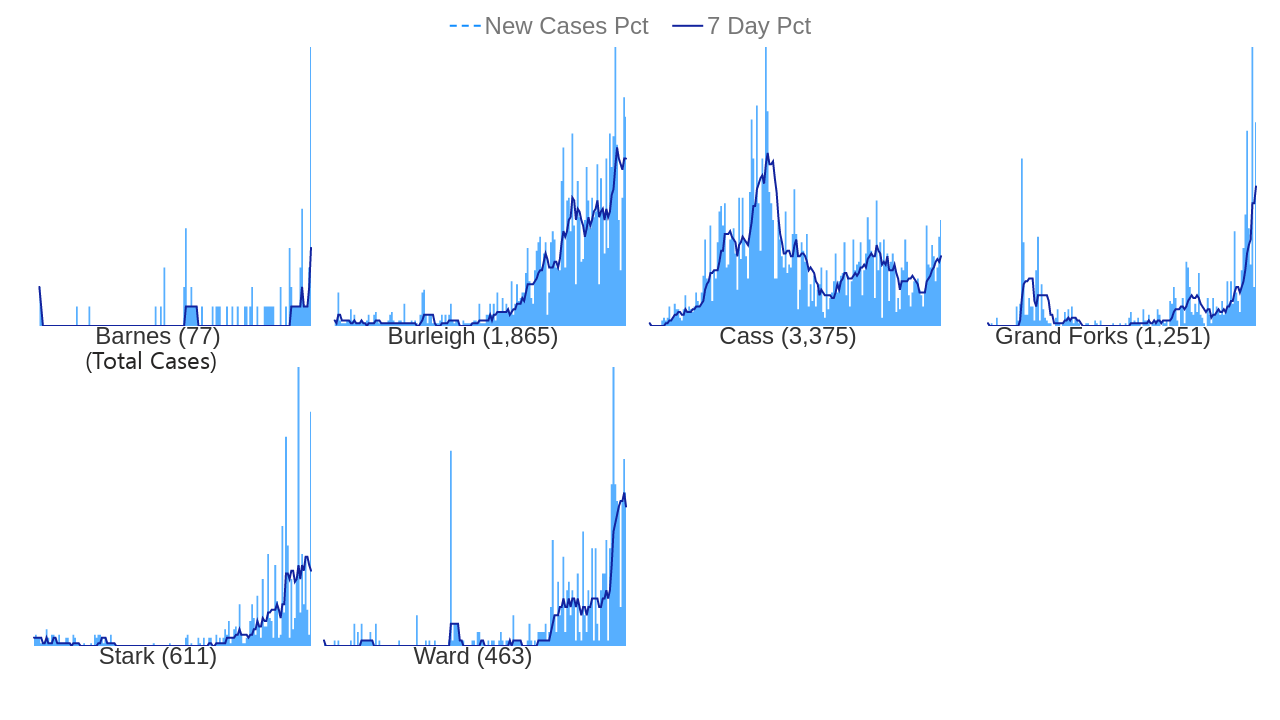 New Cases Pct 7 Day Pct
Barnes (77)
(Total Cases)
Burleigh (1,865)
Cass (3,375)
Grand Forks (1,251)
Stark (611)
Ward (463)